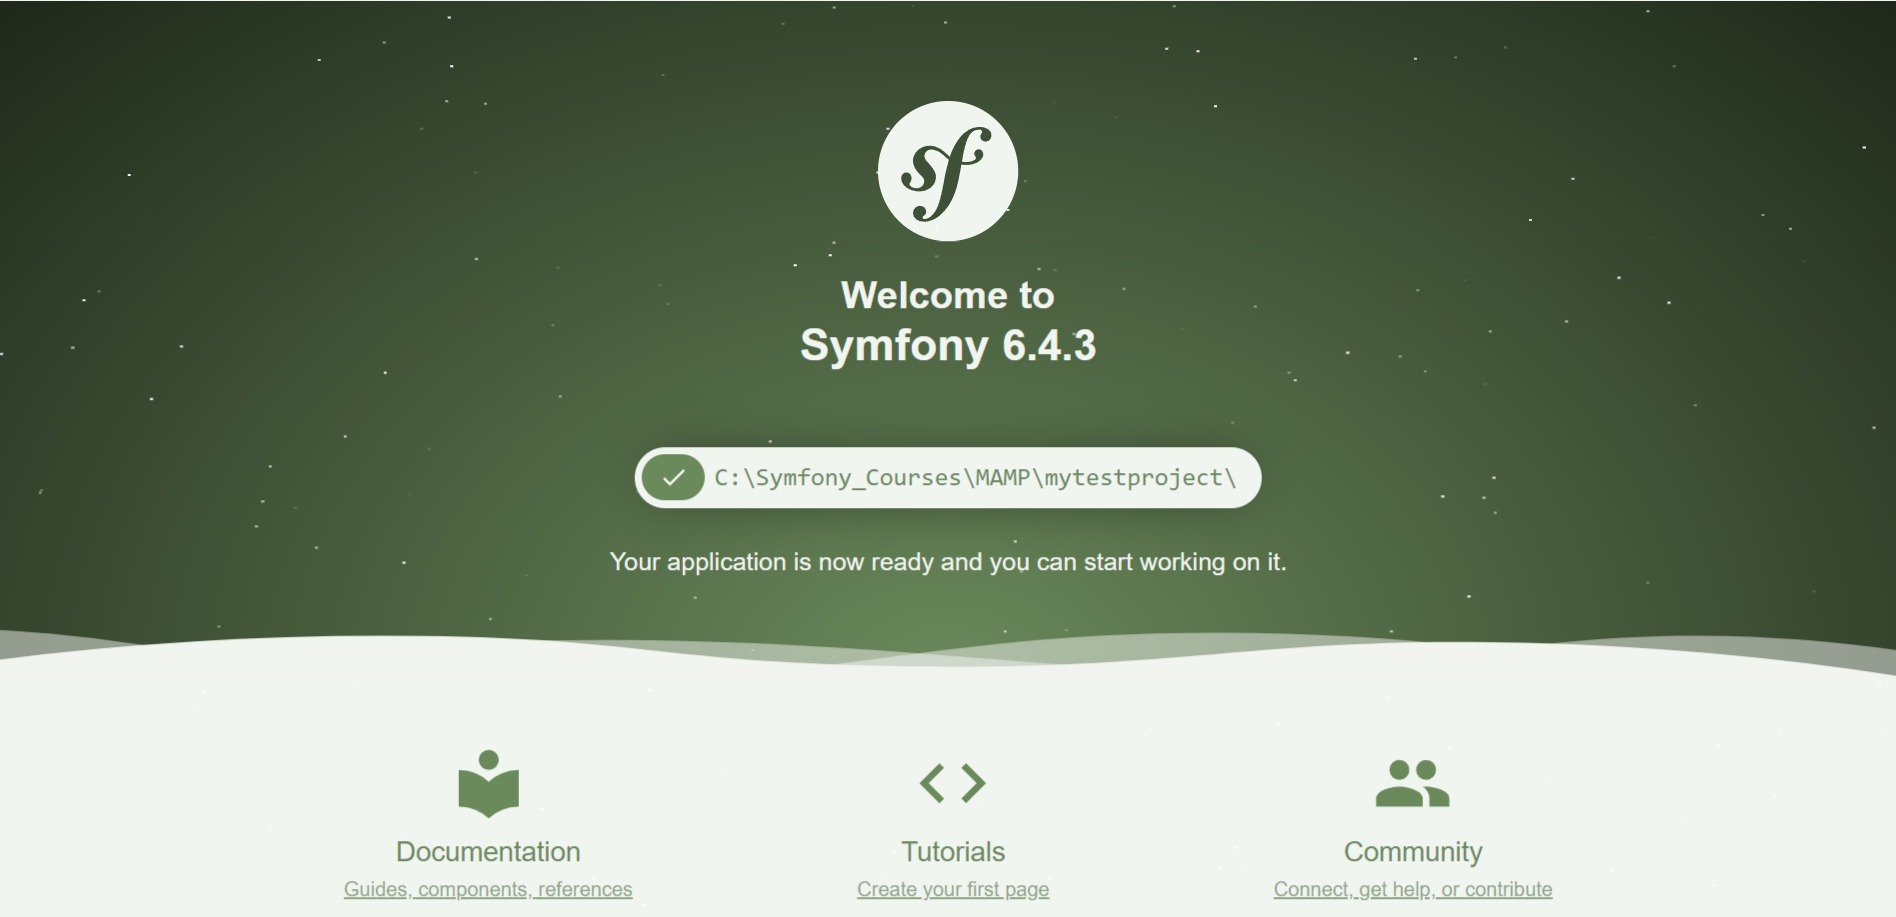 sf
Welcome to
Symfony 6.4.3
C:\Symfony_Courses\MAMP\mytestproject\
Your application is now ready and you can start working on it.
Documentation
Guides, components, references
Tutorials
Create your first page
Community
Connect, get help, or contribute